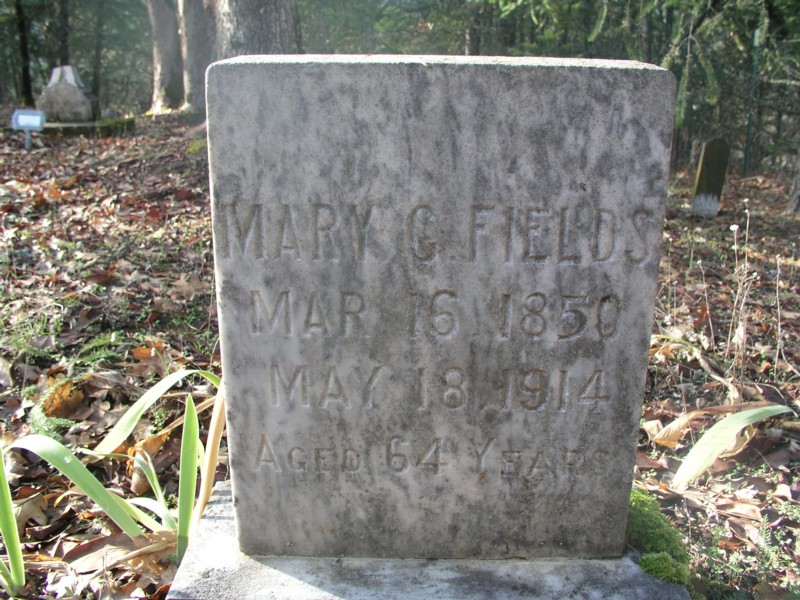 MARY G. FIELDS
MAR 16 1850
MAY 18 1914
AGED 64 YEARS